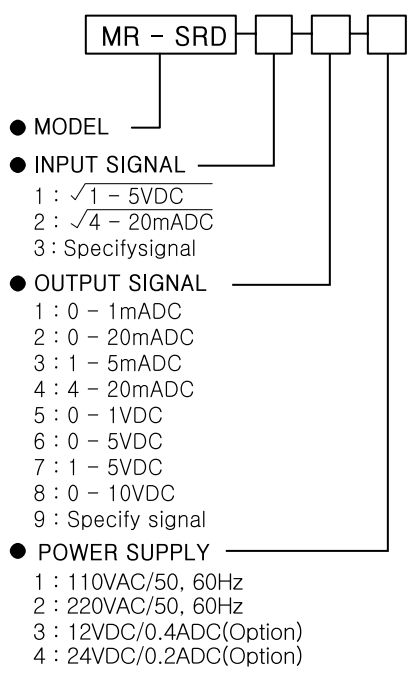 MR - SRD
● MODEL
● INPUT SIGNAL
1 : √1 - 5VDC
2 : √4 - 20mADC
3 : Specifysignal
● OUTPUT SIGNAL
1 : 0 - 1mADC
2 : 0 - 20mADC
3 : 1 - 5mADC
4 : 4 - 20mADC
5 : 0 - 1VDC
6 : 0 - 5VDC
7 : 1 - 5VDC
8 : 0 - 10VDC
9 : Specify signal
● POWER SUPPLY
1 : 110VAC/50, 60Hz
2 : 220VAC/50, 60Hz
3 : 12VDC/0.4ADC(Option)
4 : 24VDC/0.2ADC(Option)